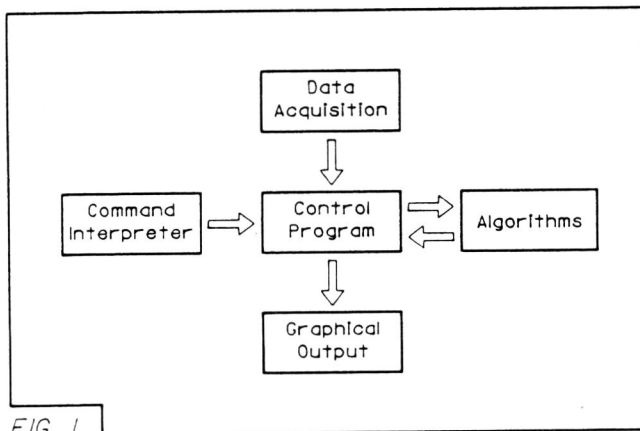 Data
Acquisition
Command
Interpreter
Control
Program
Algorithms
Graphical
Output
FIG. 1